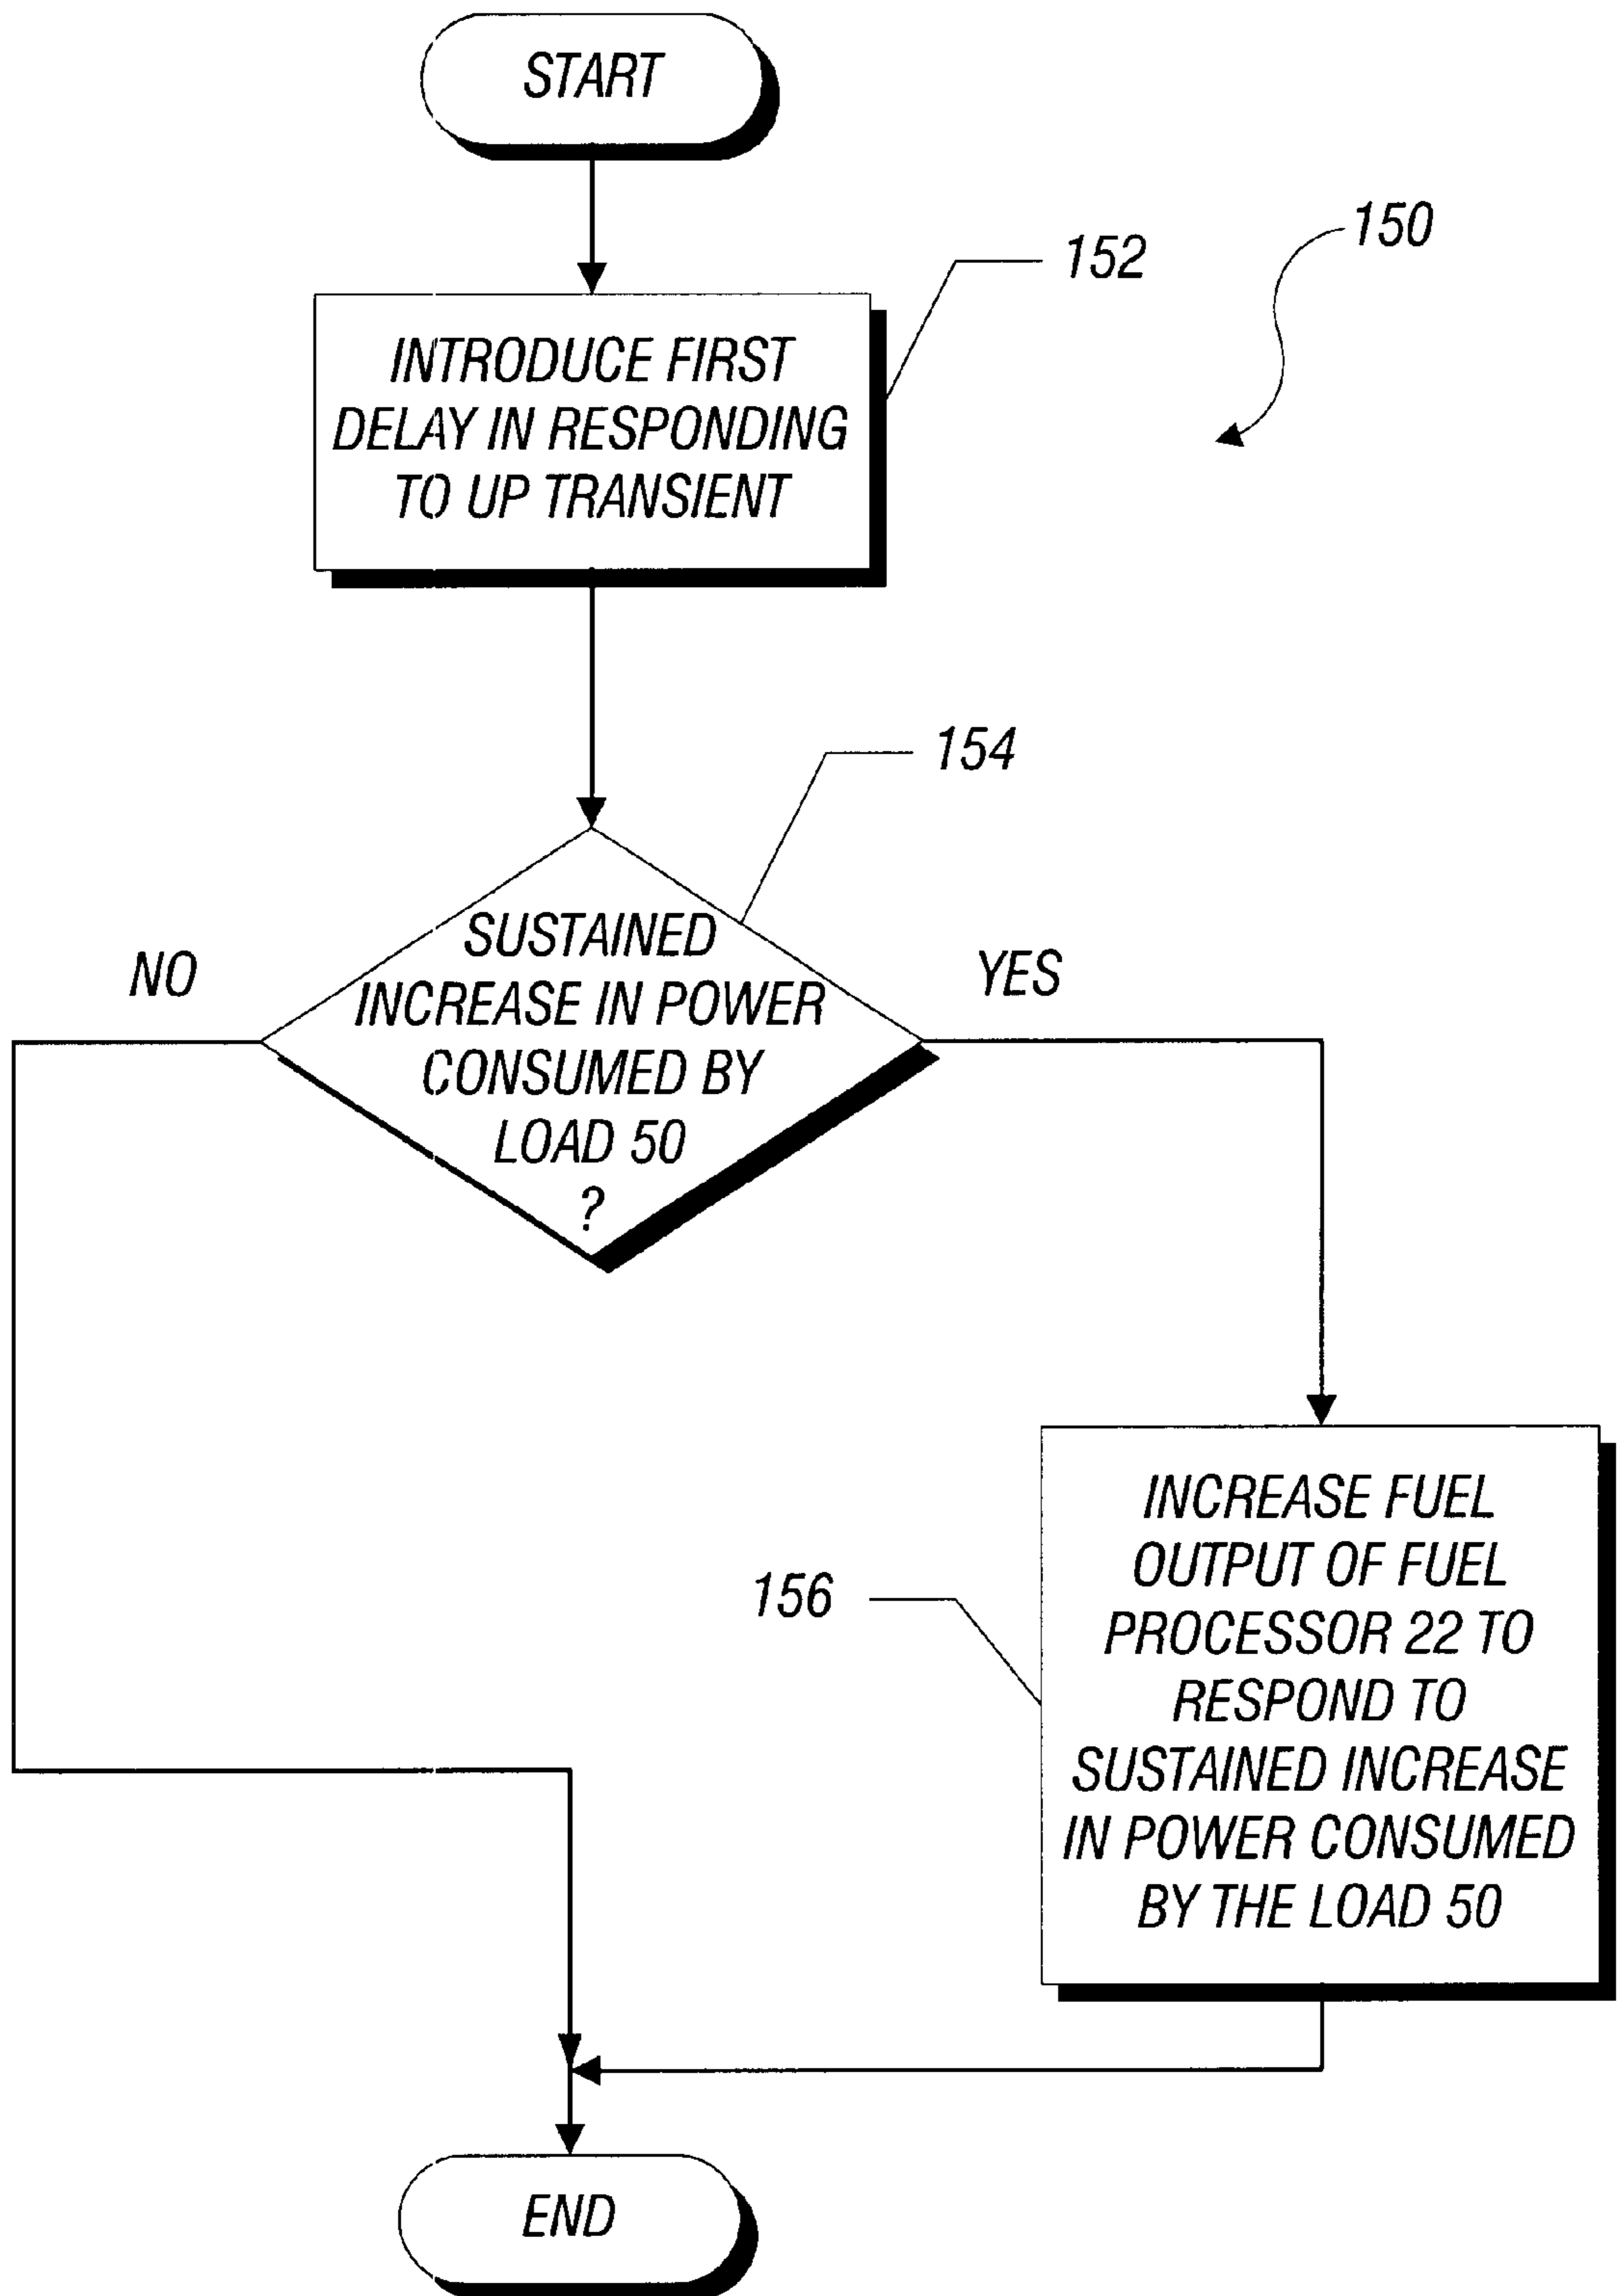 START
150
152
INTRODUCE FIRST
DELAY IN RESPONDING
TO UP TRANSIENT
154
SUSTAINED
INCREASE IN POWER
CONSUMED BY
LOAD 50
?
NO
YES
156
INCREASE FUEL
OUTPUT OF FUEL
PROCESSOR 22 TO
RESPOND TO
SUSTAINED INCREASE
IN POWER CONSUMED
BY THE LOAD 50
END